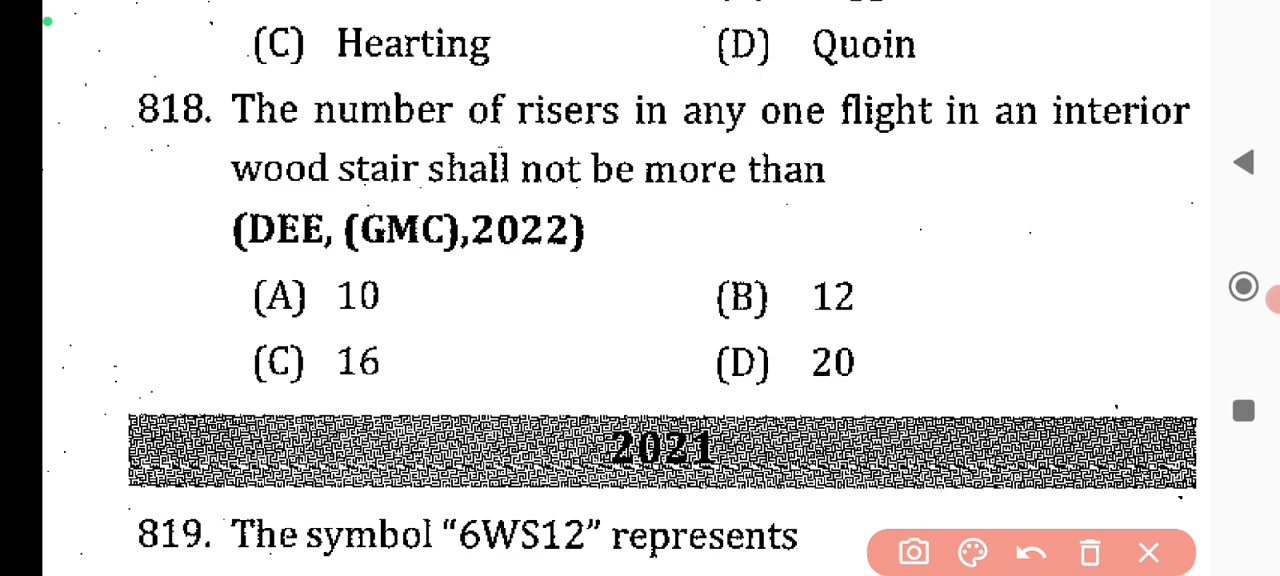 (C) Hearting (D) Quoin
818. The number of risers in any one flight in an interior
wood stair shall not be more than
(DEE, (GMC),2022)
(A) 10 (B) 12
(C) 16 (D) 20
2021
819. The symbol “6WS12” represents